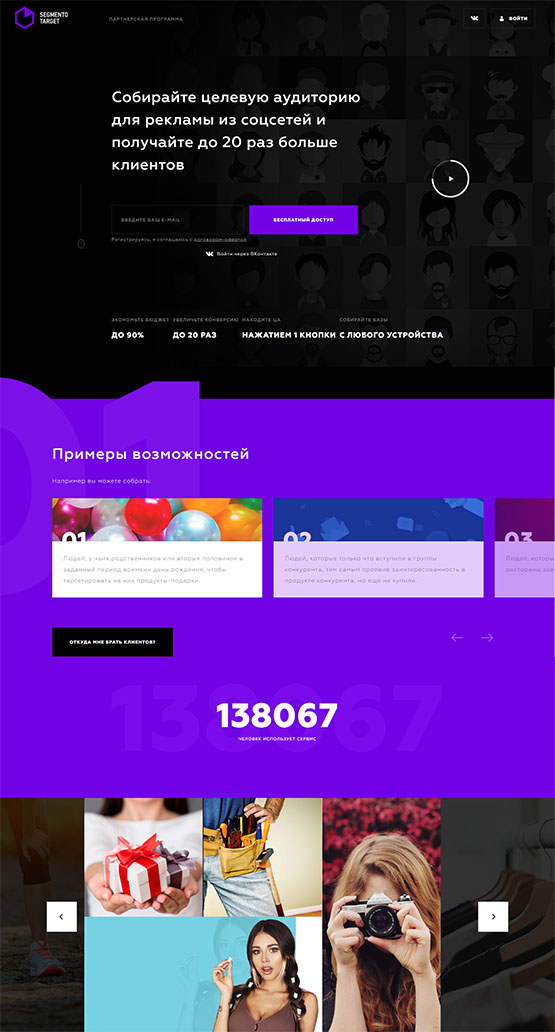 SEGMENTO
TARGET
ПАРТНЕРСКАЯ ПРОГРАММА
ВОЙТИ
Собирайте целевую аудиторию
для рекламы из соцсетей и
получайте до 20 раз больше
клиентов
ВВЕДИТЕ ВАШ E-MAIL
БЕСПЛАТНЫЙ ДОСТУП
Регистрируясь, я соглашаюсь с договором-офертой
Войти через ВКонтакте
ЭКОНОМЬТЕ БЮДЖЕТ УВЕЛИЧЬТЕ КОНВЕРСИЮ НАХОДИТЕ ЦА СОБИРАЙТЕ БАЗЫ
ДО 90% ДО 20 РАЗ НАЖАТИЕМ 1 КНОПКИ С ЛЮБОГО УСТРОЙСТВА
01
Примеры возможностей
Например вы можете собрать:
01 02 03
Людей, у чьих родственников или вторых половинок в
заданный период времени день рождения, чтобы
таргетировать на них продукты-подарки.
Людей, которые только что вступили в группы
конкурента, тем самым проявив заинтересованность в
продукте конкурента, но ещё не купили
Людей, которы
рестораны,
ОТКУДА МНЕ БРАТЬ КЛИЕНТОВ?
138067
138067
ЧЕЛОВЕК ИСПОЛЬЗУЕТ СЕРВИС